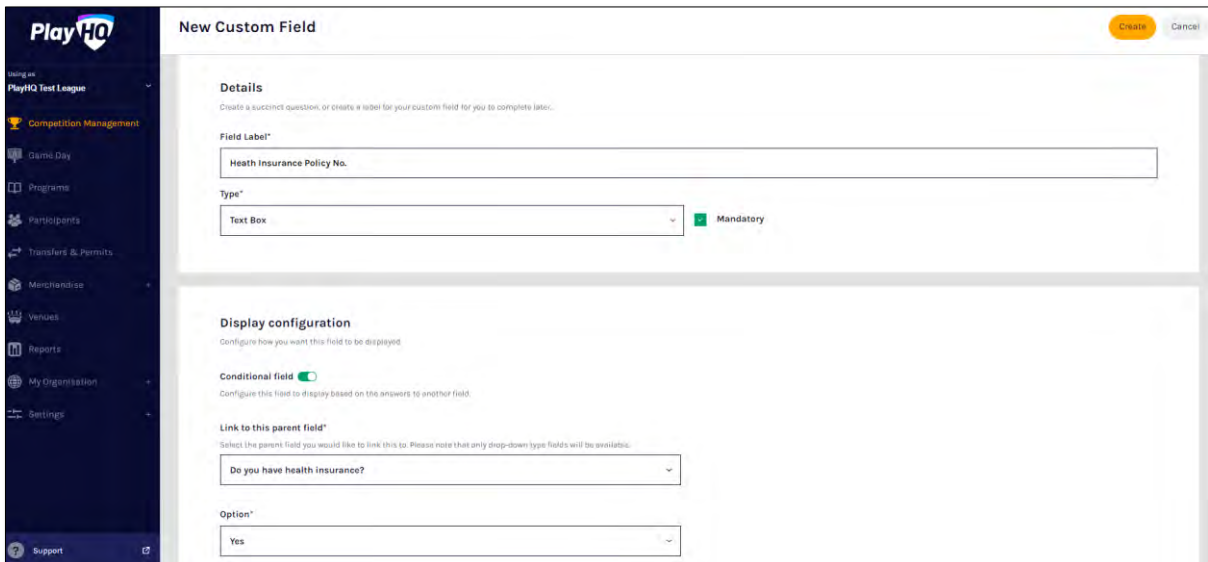 PlayHQ
New Custom Field
Create
Cancel
Using as
PlayHQ Test League
Competition Management
Game Day
Programs
Participants
Transfers & Permits
Merchandise
Venues
Reports
My Organisation
Settings
Support
Details
Create a succinct question, or create a label for your custom field for you to complete later.
Field Label*
Heath Insurance Policy No.
Type*
Text Box
Mandatory
Display configuration
Configure how you want this field to be displayed
Conditional field
Configure this field to display based on the answers to another field.
Link to this parent field*
Select the parent field you would like to link this to. Please note that only drop-down type fields will be available.
Do you have health insurance?
Option*
Yes